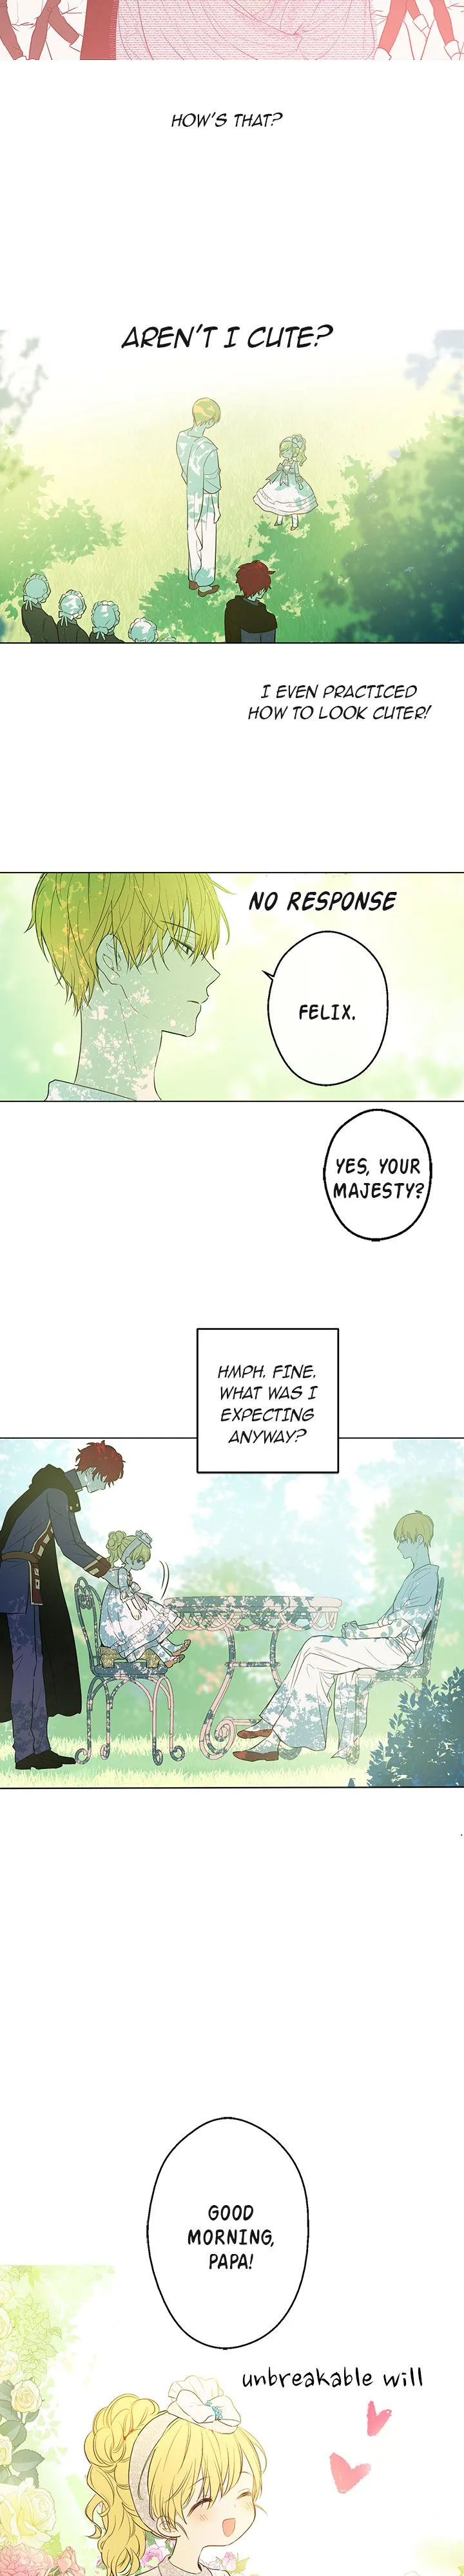 HOW'S THAT?
AREN'T I CUTE?
I EVEN PRACTICED
HOW TO LOOK CUTER!
NO RESPONSE
FELIX.
YES, YOUR
MAJESTY?
HMPH. FINE.
WHAT WAS I
EXPECTING
ANYWAY?
GOOD
MORNING,
PAPA!
unbreakable will